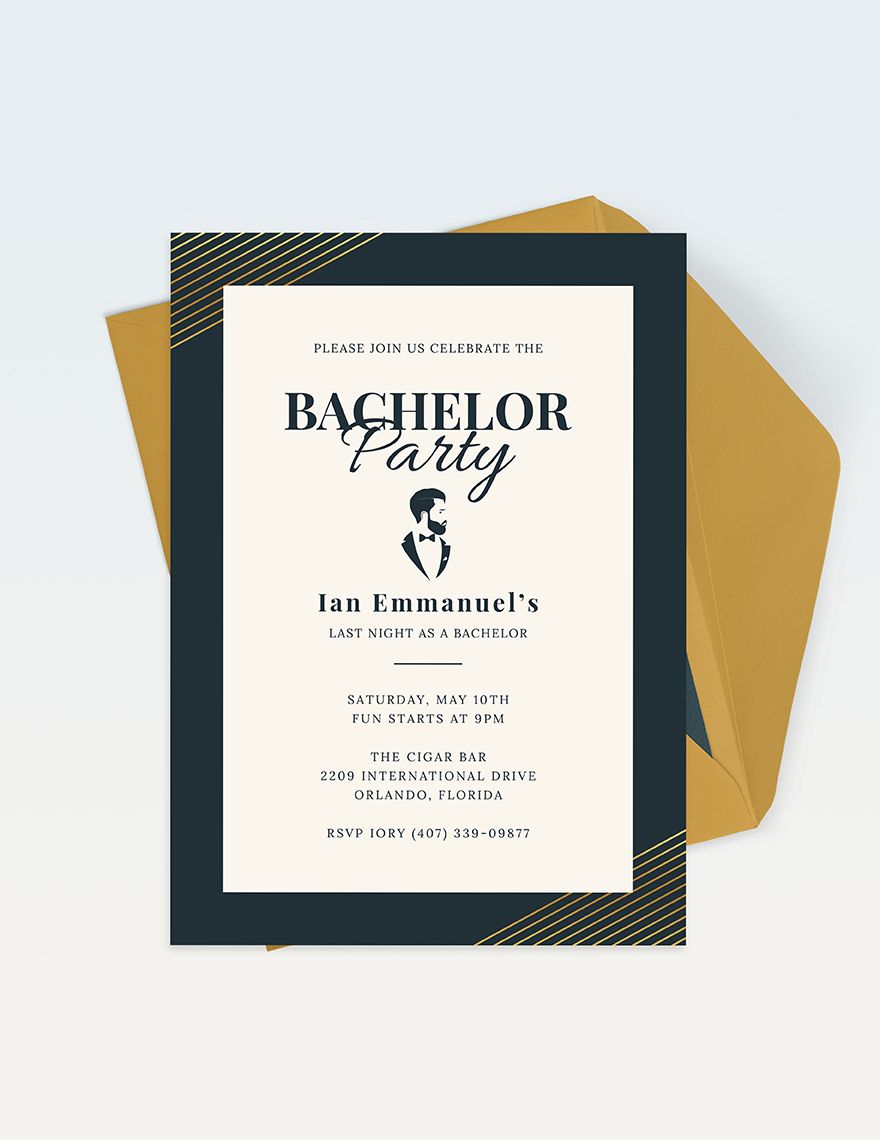 PLEASE JOIN US CELEBRATE THE
BACHELOR
Party
Ian Emmanuel’s
LAST NIGHT AS A BACHELOR
SATURDAY, MAY 10TH
FUN STARTS AT 9PM
THE CIGAR BAR
2209 INTERNATIONAL DRIVE
ORLANDO, FLORIDA
RSVP IORY (407) 339-09877